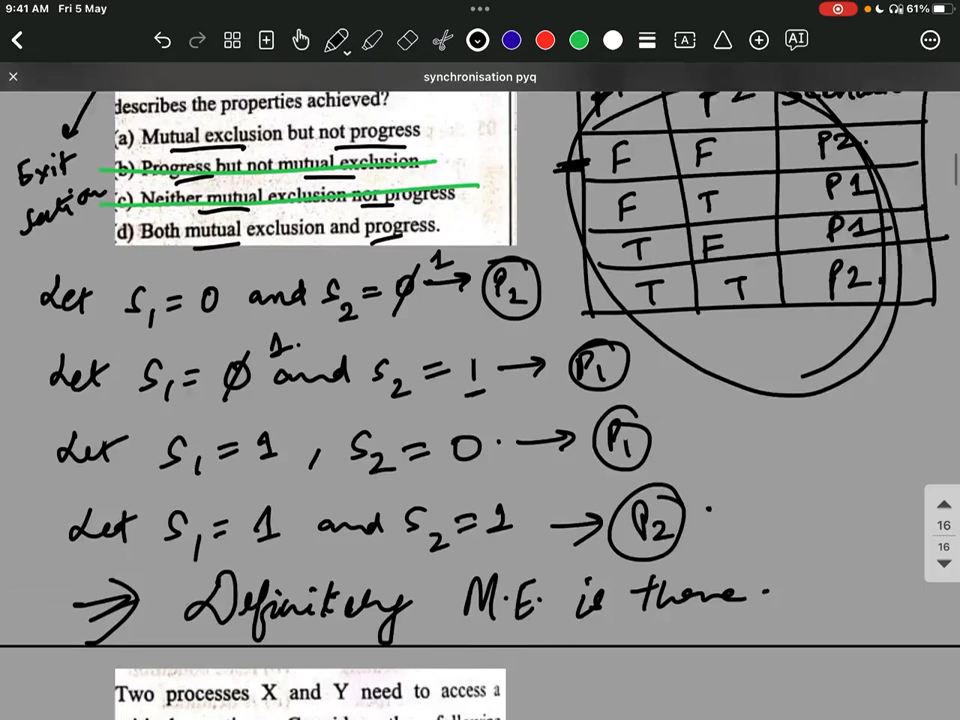 9:41 AM Fri 5 May
61%
AI
synchronisation pyq
describes the properties achieved?
(a) Mutual exclusion but not progress
(b) Progress but not mutual exclusion
(c) Neither mutual exclusion nor progress
(d) Both mutual exclusion and progress.
Exit
Section
F F P2
F T P1
T F P1
T T P2
Let S1 = 0 and S2 = 0 1 → P2
Let S1 = 0 1. and S2 = 1 → P1
Let S1 = 1 , S2 = 0 . → P1
Let S1 = 1 and S2 = 1 → P2 .
⇒ Definitely M.E. is there.
16
16
Two processes X and Y need to access a